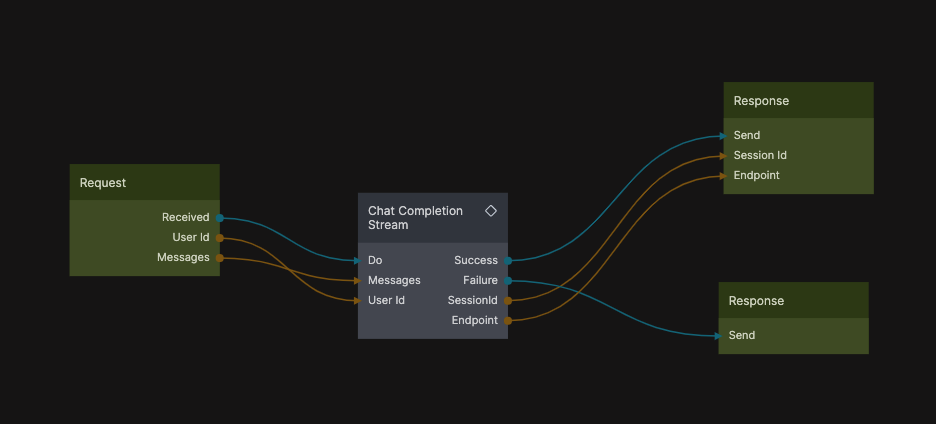 Request
Received
User Id
Messages
Chat Completion
Stream
Do
Messages
User Id
Success
Failure
SessionId
Endpoint
Response
Send
Session Id
Endpoint
Response
Send